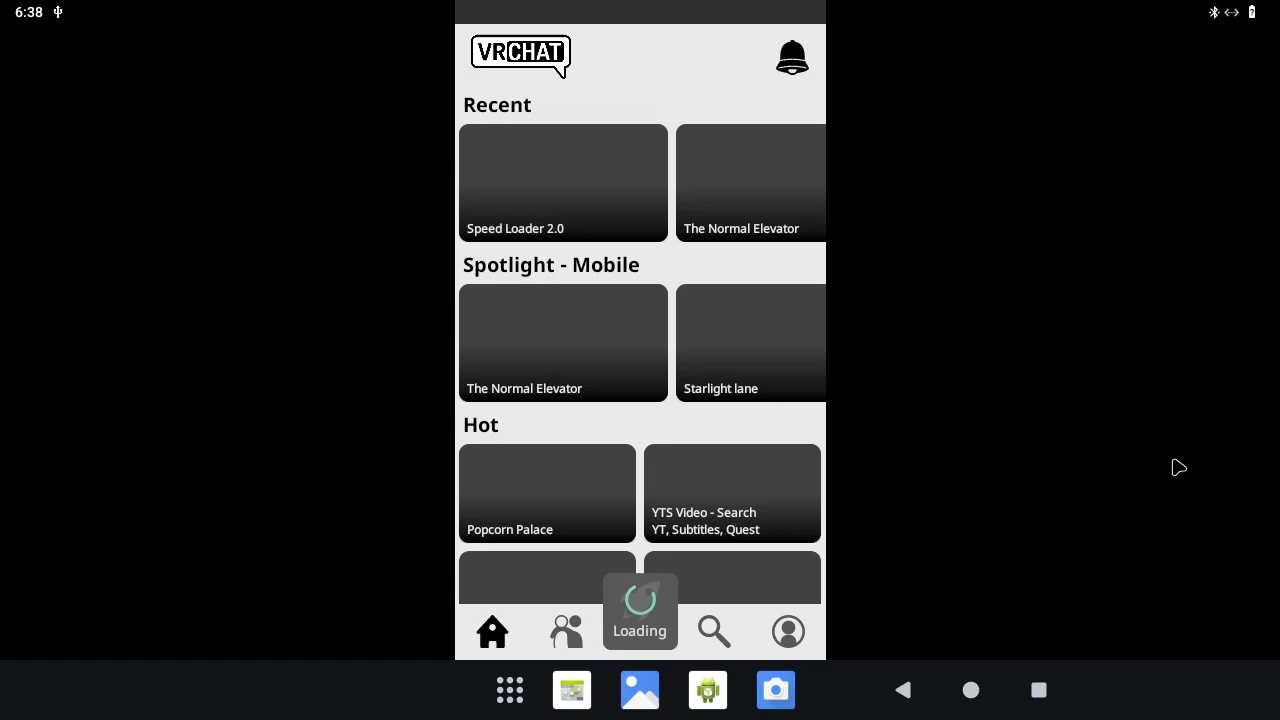 6:38
VRCHAT
Recent
Speed Loader 2.0
The Normal Elevator
Spotlight - Mobile
The Normal Elevator
Starlight lane
Hot
Popcorn Palace
YTS Video - Search
YT, Subtitles, Quest
Loading